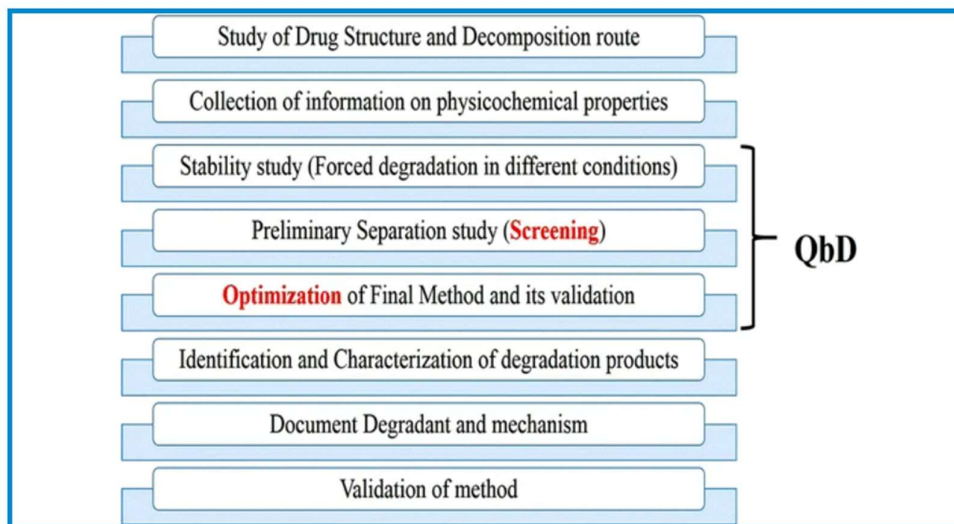 Study of Drug Structure and Decomposition route
Collection of information on physicochemical properties
Stability study (Forced degradation in different conditions)
Preliminary Separation study (Screening)
Optimization of Final Method and its validation
QbD
Identification and Characterization of degradation products
Document Degradant and mechanism
Validation of method